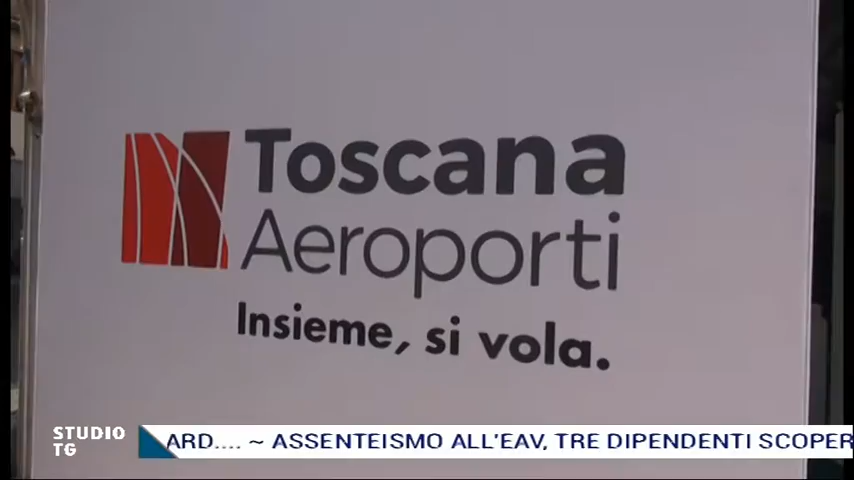 Toscana
Aeroporti
Insieme, si vola.
STUDIO
TG
ARD.... ~ ASSENTEISMO ALL'EAV, TRE DIPENDENTI SCOPER